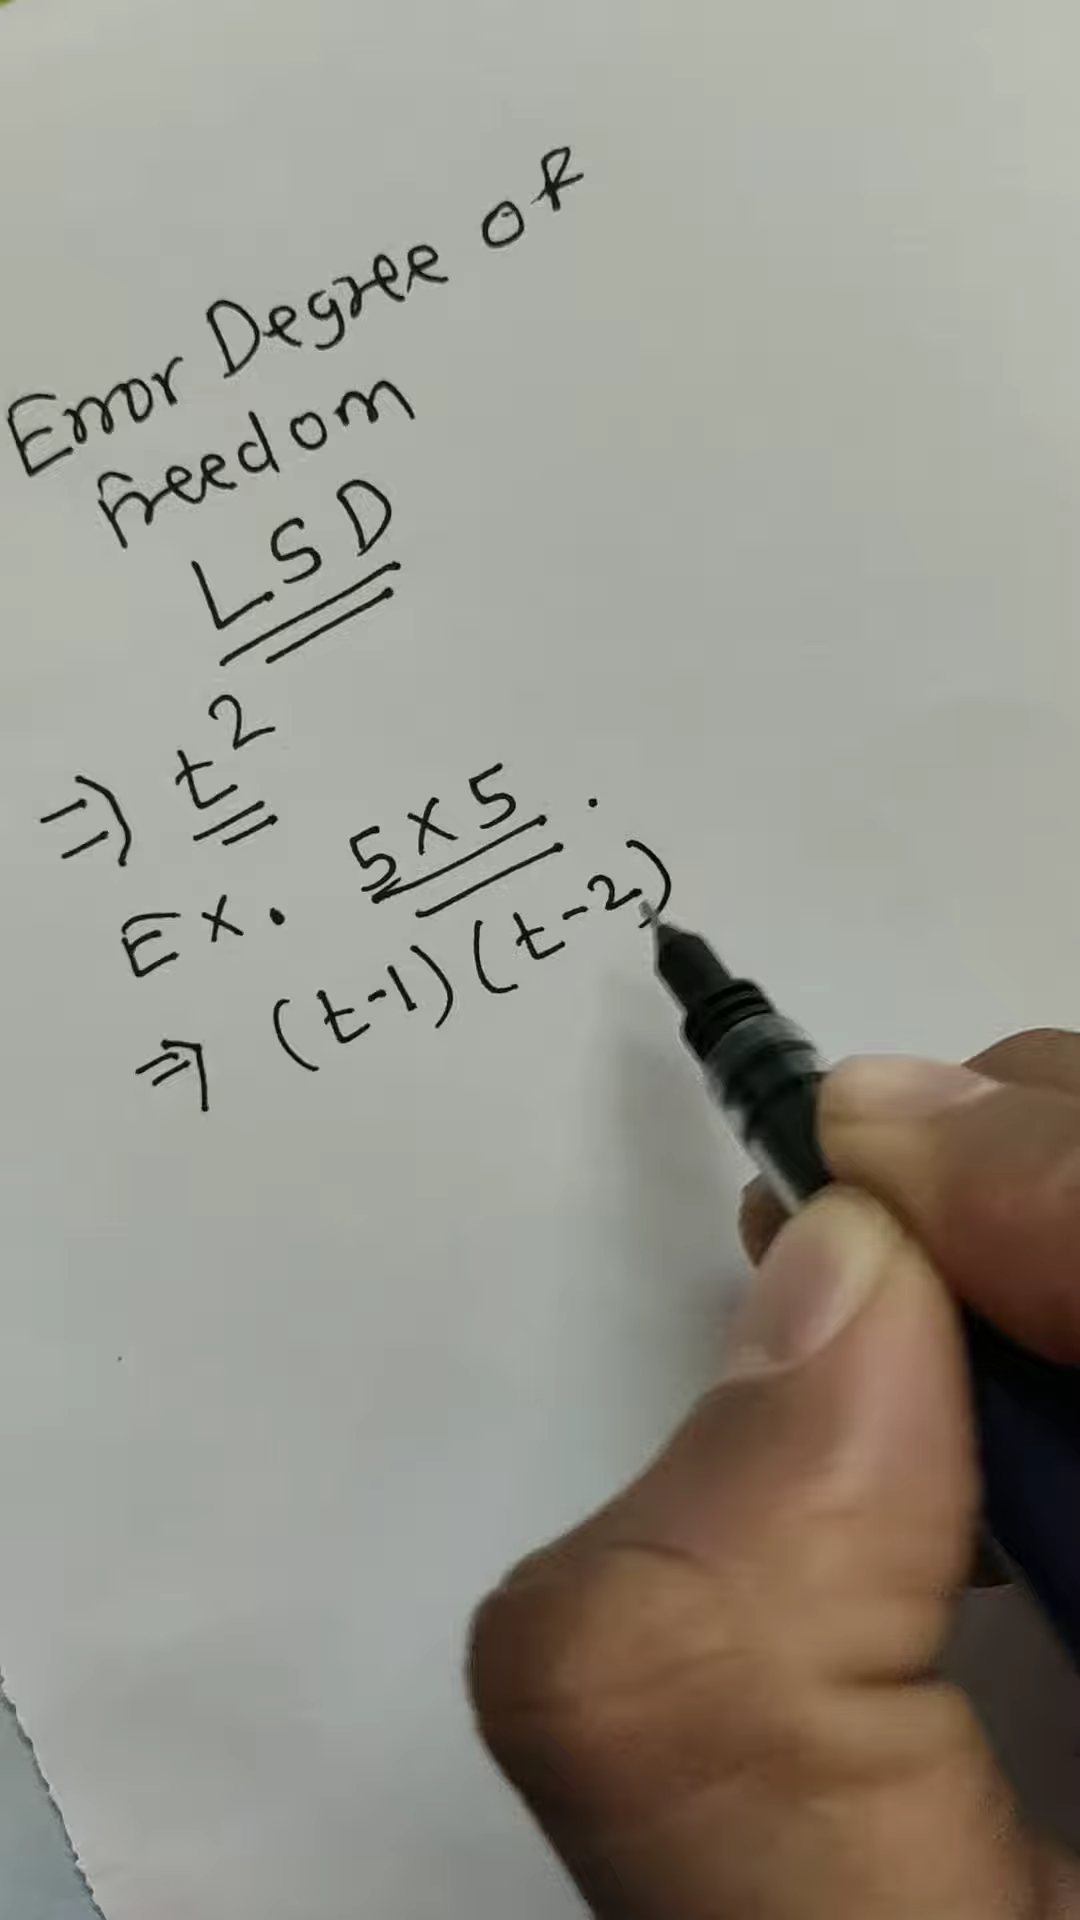 Error Degree of
freedom
LSD
⇒ t²
Ex. 5×5.
⇒ (t-1)(t-2)